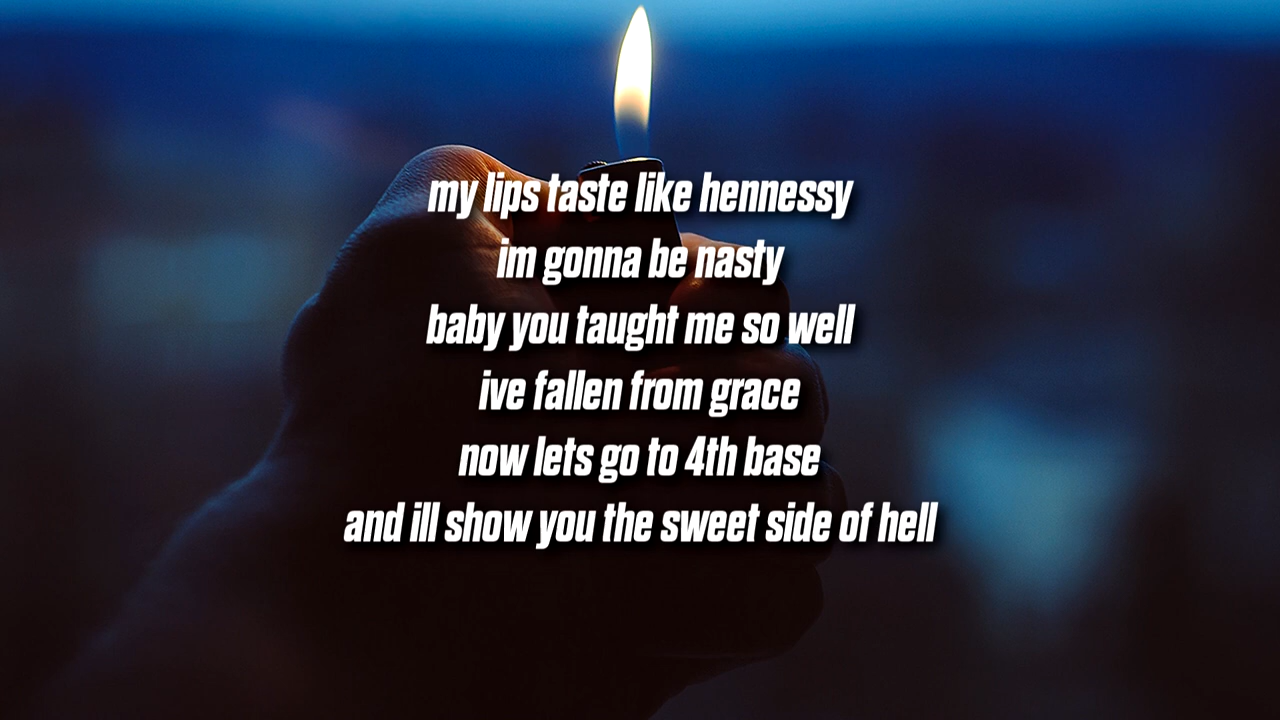 my lips taste like hennessy
im gonna be nasty
baby you taught me so well
ive fallen from grace
now lets go to 4th base
and ill show you the sweet side of hell